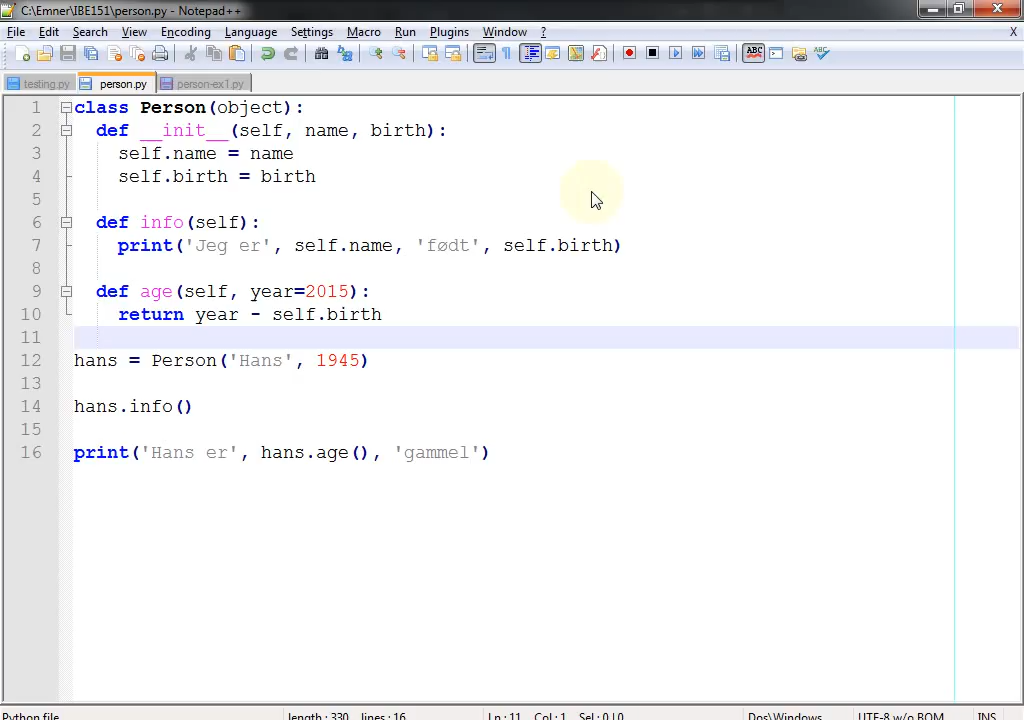 C:\Emner\IBE151\person.py - Notepad++
File Edit Search View Encoding Language Settings Macro Run Plugins Window ? X
testing.py person.py person-ex1.py
1 class Person(object):
2 def __init__(self, name, birth):
3 self.name = name
4 self.birth = birth
5
6 def info(self):
7 print('Jeg er', self.name, 'født', self.birth)
8
9 def age(self, year=2015):
10 return year - self.birth
11
12 hans = Person('Hans', 1945)
13
14 hans.info()
15
16 print('Hans er', hans.age(), 'gammel')
Python file length : 330 lines : 16 Ln : 11 Col : 1 Sel : 0 | 0 Dos\Windows UTF-8 w/o BOM INS